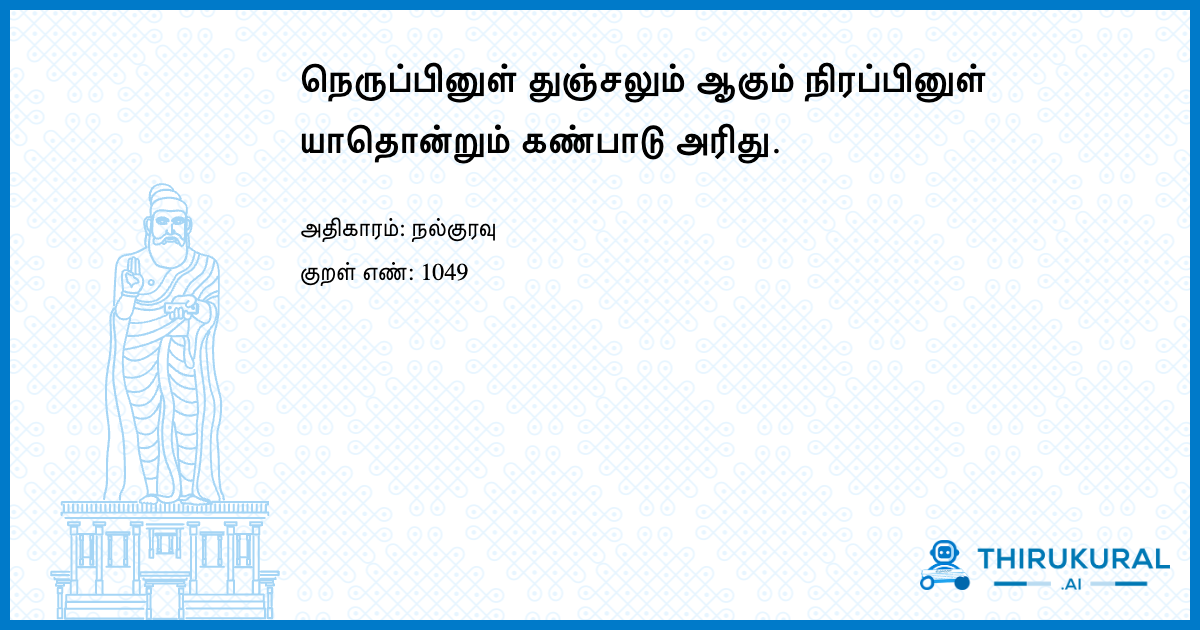 நெருப்பினுள் துஞ்சலும் ஆகும் நிரப்பினுள்
யாதொன்றும் கண்பாடு அரிது.
அதிகாரம்: நல்குரவு
குறள் எண்: 1049
THIRUKURAL
.AI